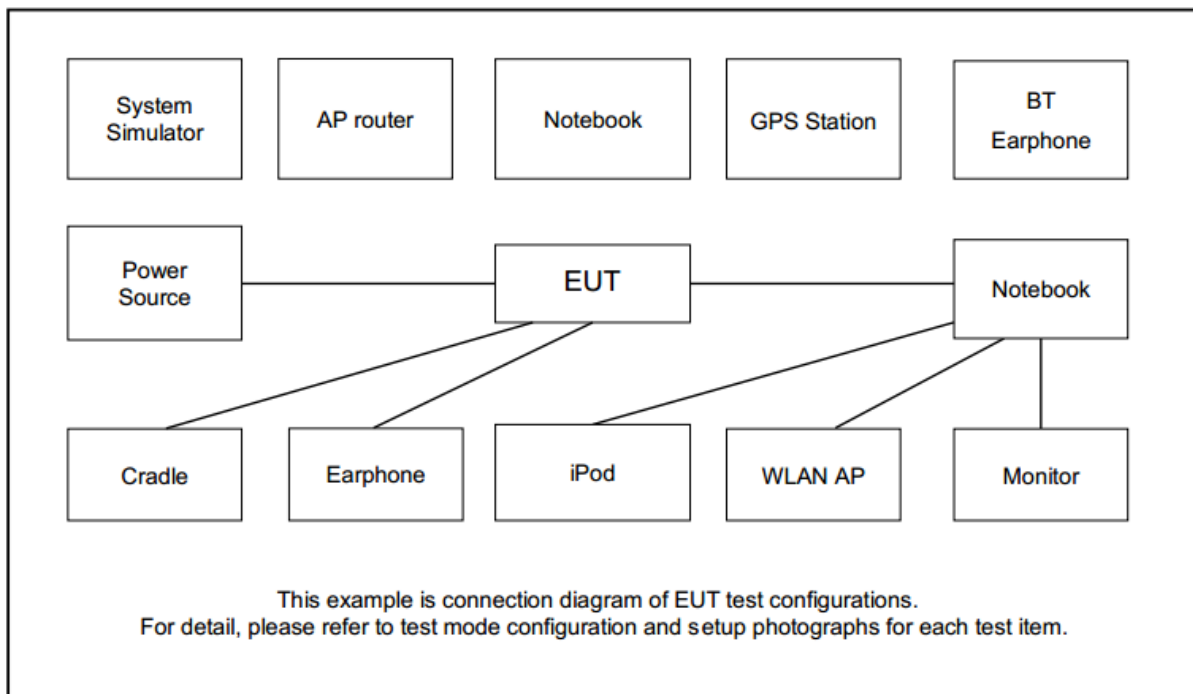 System
Simulator
AP router
Notebook
GPS Station
BT
Earphone
Power
Source
EUT
Notebook
Cradle
Earphone
iPod
WLAN AP
Monitor
This example is connection diagram of EUT test configurations.
For detail, please refer to test mode configuration and setup photographs for each test item.